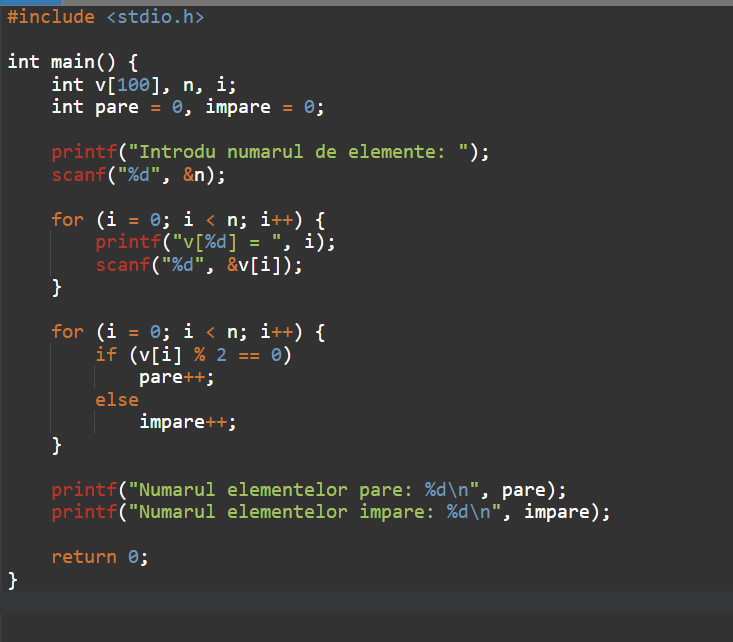 #include <stdio.h>
int main() {
int v[100], n, i;
int pare = 0, impare = 0;
printf("Introdu numarul de elemente: ");
scanf("%d", &n);
for (i = 0; i < n; i++) {
printf("v[%d] = ", i);
scanf("%d", &v[i]);
}
for (i = 0; i < n; i++) {
if (v[i] % 2 == 0)
pare++;
else
impare++;
}
printf("Numarul elementelor pare: %d\n", pare);
printf("Numarul elementelor impare: %d\n", impare);
return 0;
}